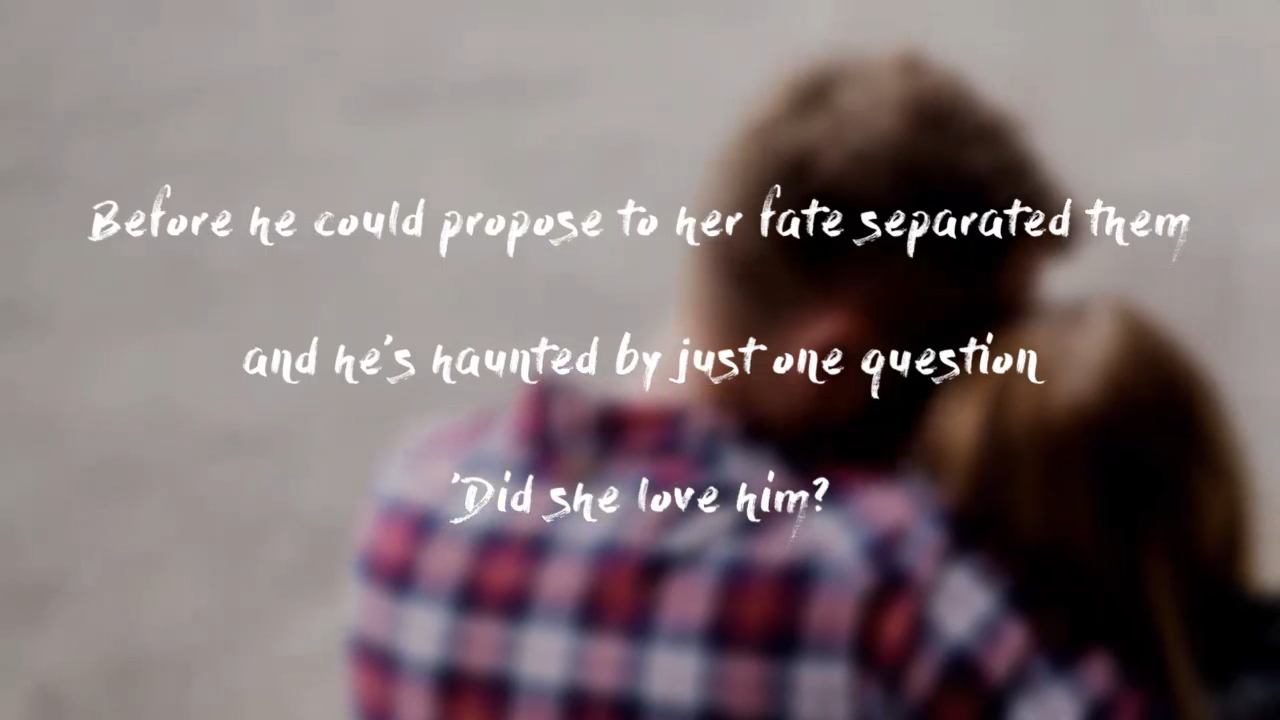 Before he could propose to her fate separated them
and he's haunted by just one question
'Did she love him?